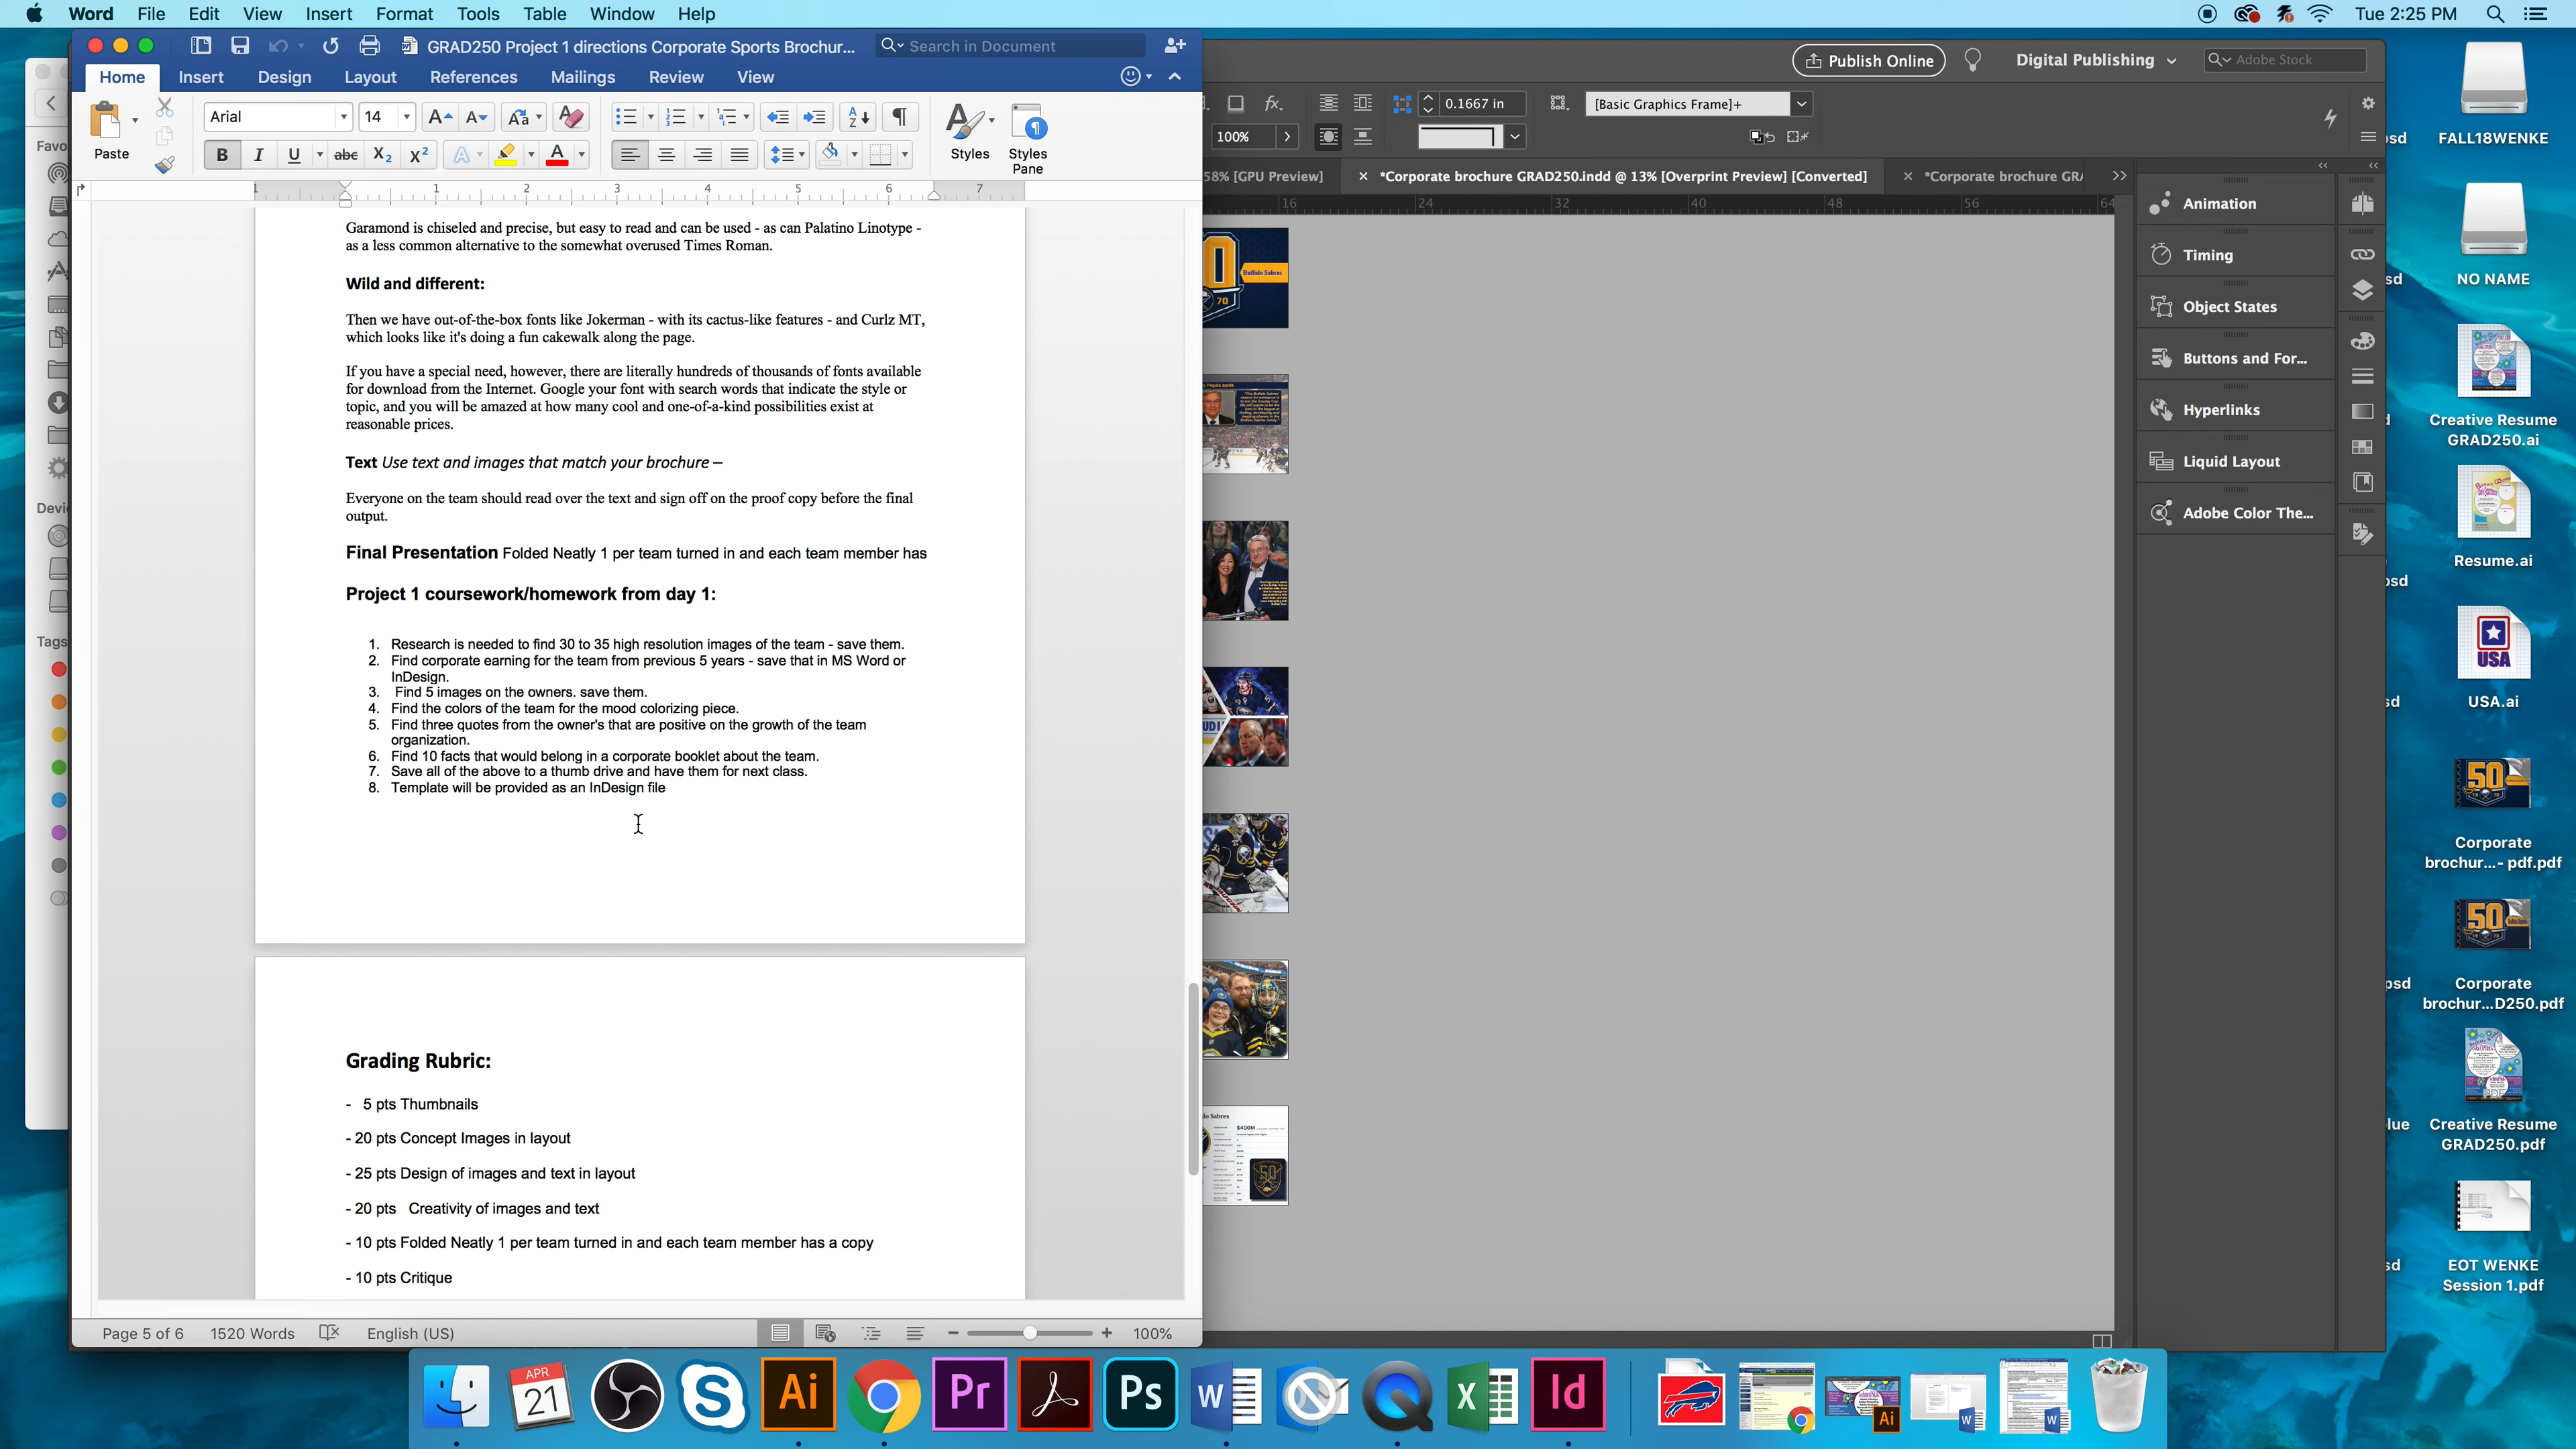 Word File Edit View Insert Format Tools Table Window Help
Tue 2:25 PM
GRAD250 Project 1 directions Corporate Sports Brochur...
Search in Document
Home Insert Design Layout References Mailings Review View
Paste
Arial 14
Styles
Styles Pane
Garamond is chiseled and precise, but easy to read and can be used - as can Palatino Linotype -
as a less common alternative to the somewhat overused Times Roman.
Wild and different:
Then we have out-of-the-box fonts like Jokerman - with its cactus-like features - and Curlz MT,
which looks like it's doing a fun cakewalk along the page.
If you have a special need, however, there are literally hundreds of thousands of fonts available
for download from the Internet. Google your font with search words that indicate the style or
topic, and you will be amazed at how many cool and one-of-a-kind possibilities exist at
reasonable prices.
Text Use text and images that match your brochure –
Everyone on the team should read over the text and sign off on the proof copy before the final
output.
Final Presentation Folded Neatly 1 per team turned in and each team member has
Project 1 coursework/homework from day 1:
1. Research is needed to find 30 to 35 high resolution images of the team - save them.
2. Find corporate earning for the team from previous 5 years - save that in MS Word or
InDesign.
3. Find 5 images on the owners. save them.
4. Find the colors of the team for the mood colorizing piece.
5. Find three quotes from the owner's that are positive on the growth of the team
organization.
6. Find 10 facts that would belong in a corporate booklet about the team.
7. Save all of the above to a thumb drive and have them for next class.
8. Template will be provided as an InDesign file
Grading Rubric:
- 5 pts Thumbnails
- 20 pts Concept Images in layout
- 25 pts Design of images and text in layout
- 20 pts Creativity of images and text
- 10 pts Folded Neatly 1 per team turned in and each team member has a copy
- 10 pts Critique
Page 5 of 6 1520 Words English (US) 100%
Favo
Devi
Tags
Publish Online
Digital Publishing
Adobe Stock
0.1667 in
[Basic Graphics Frame]+
100%
58% [GPU Preview]
*Corporate brochure GRAD250.indd @ 13% [Overprint Preview] [Converted]
*Corporate brochure GRA
16 24 32 40 48 56 64
Buffalo Sabres
70
$400M
50
Animation
Timing
Object States
Buttons and For...
Hyperlinks
Liquid Layout
Adobe Color The...
FALL18WENKE
NO NAME
Creative Resume
GRAD250.ai
Resume.ai
USA
USA.ai
Corporate
brochur...- pdf.pdf
Corporate
brochur...D250.pdf
Creative Resume
GRAD250.pdf
EOT WENKE
Session 1.pdf
APR
21
Ai
Pr
Ps
W
X
Id